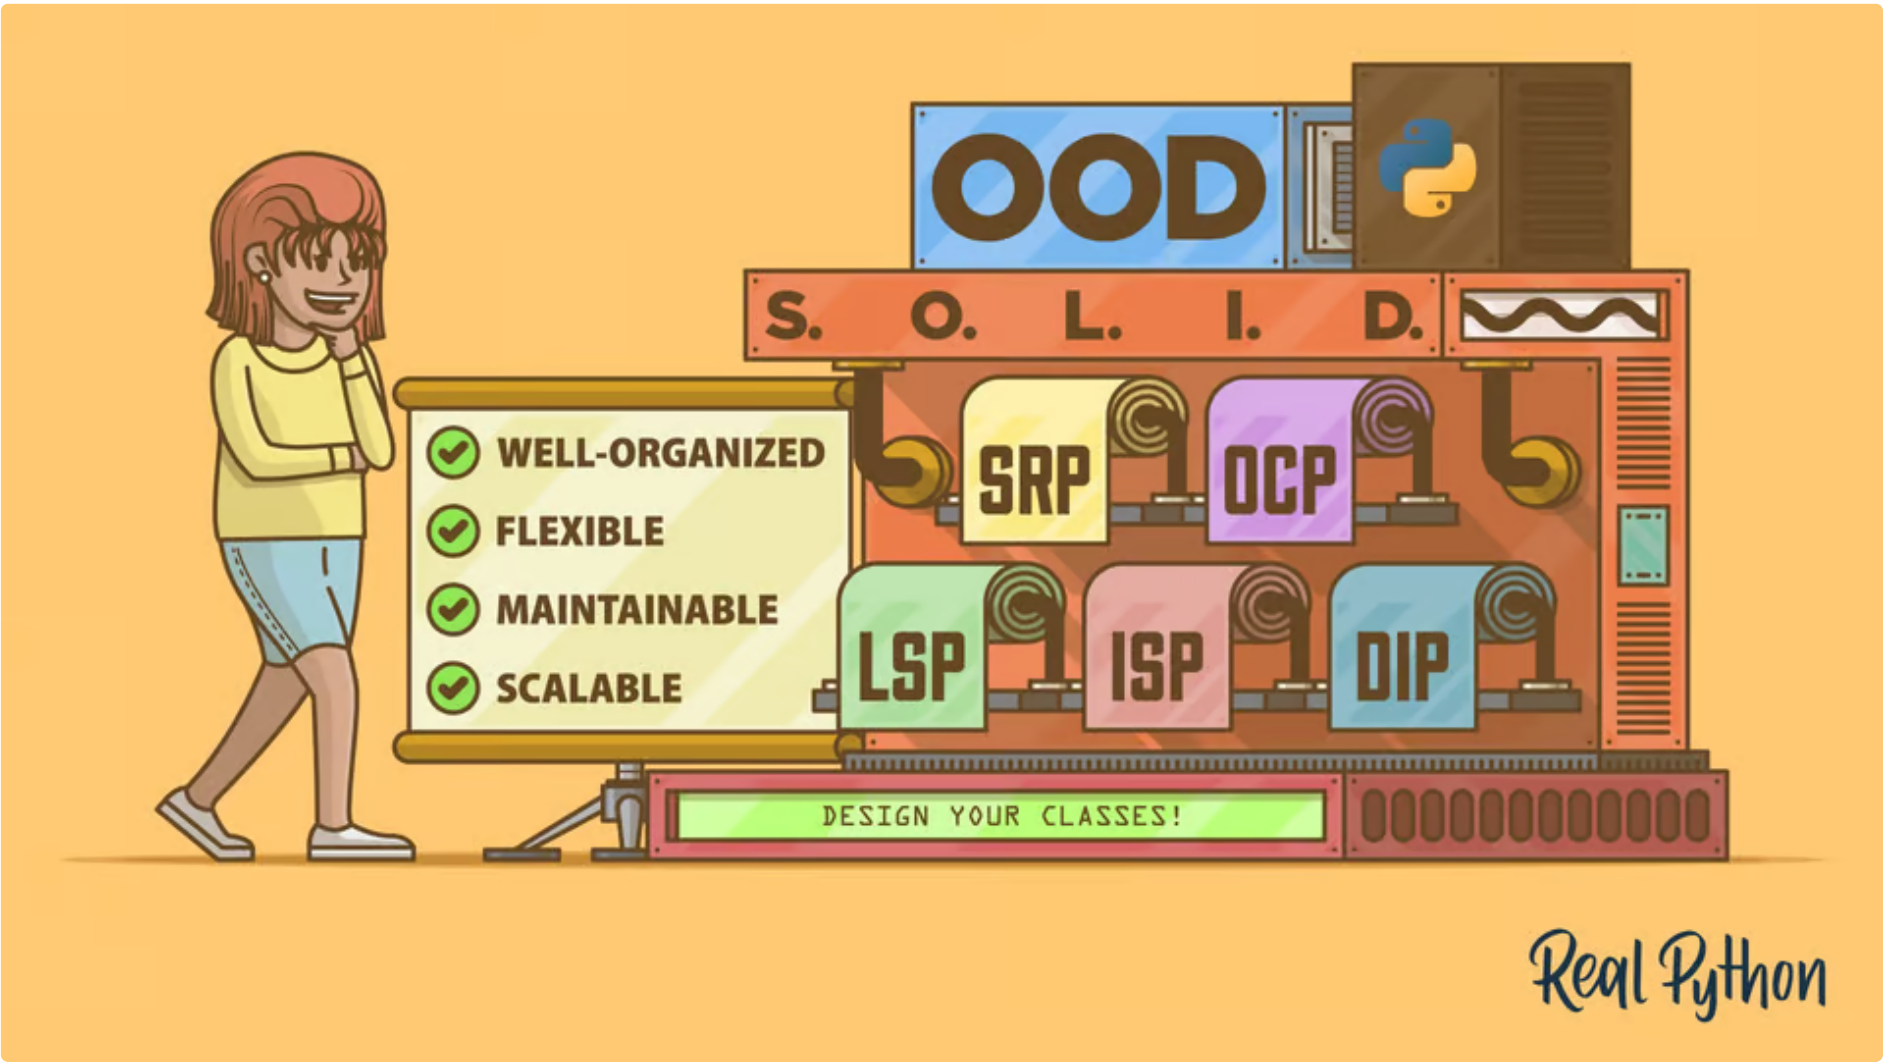 OOD
S. O. L. I. D.
WELL-ORGANIZED
FLEXIBLE
MAINTAINABLE
SCALABLE
SRP OCP
LSP ISP DIP
DESIGN YOUR CLASSES!
Real Python